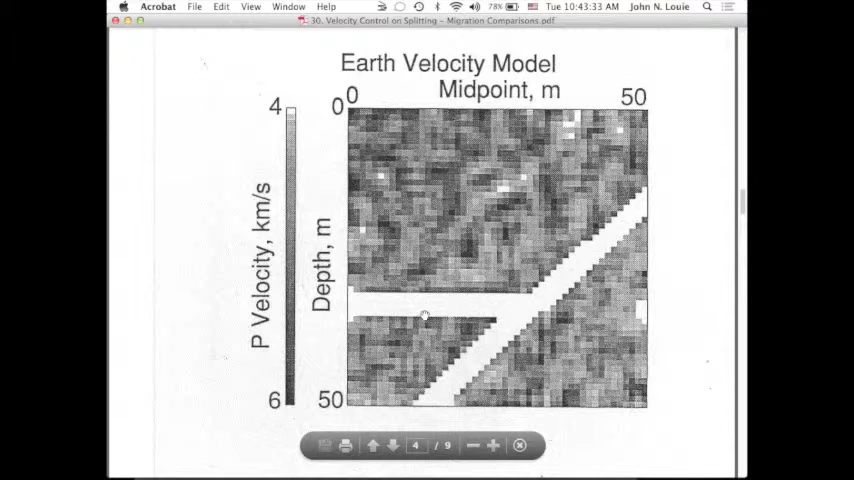 Acrobat File Edit View Window Help 78% Tue 10:43:33 AM John N. Louie
30. Velocity Control on Splitting – Migration Comparisons.pdf
Earth Velocity Model
Midpoint, m
0 50
4 0
P Velocity, km/s
Depth, m
6 50
4 / 9